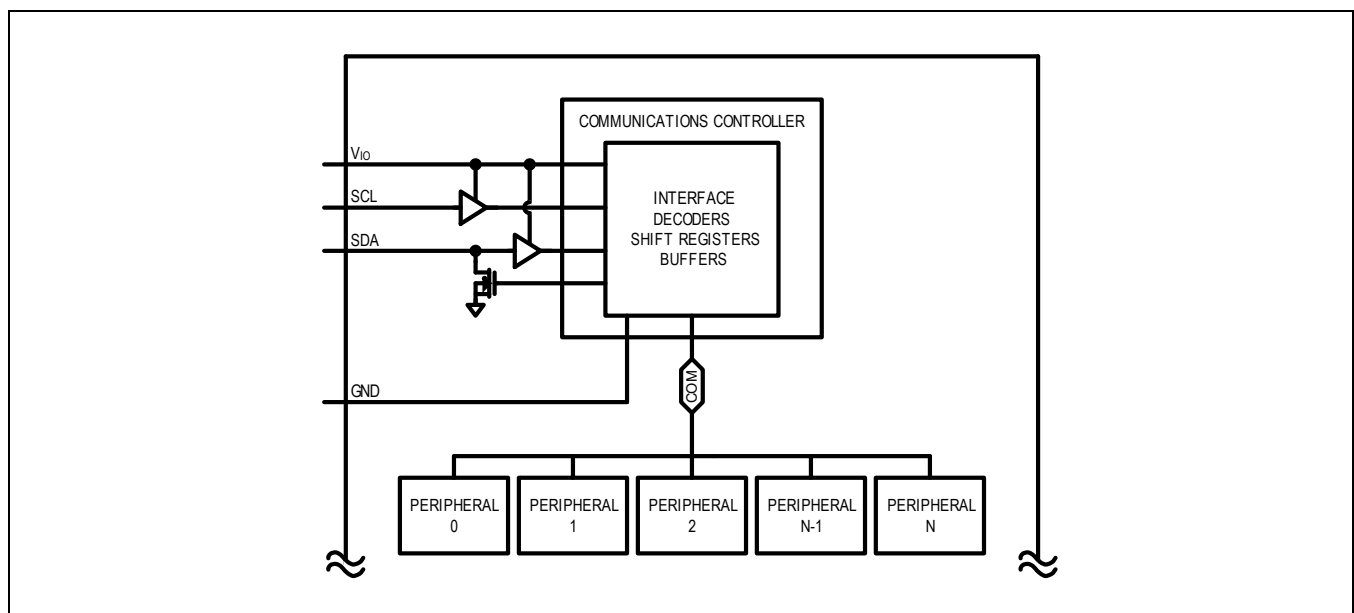 COMMUNICATIONS CONTROLLER
VIO
SCL
SDA
GND
INTERFACE
DECODERS
SHIFT REGISTERS
BUFFERS
COM
PERIPHERAL
0
PERIPHERAL
1
PERIPHERAL
2
PERIPHERAL
N-1
PERIPHERAL
N